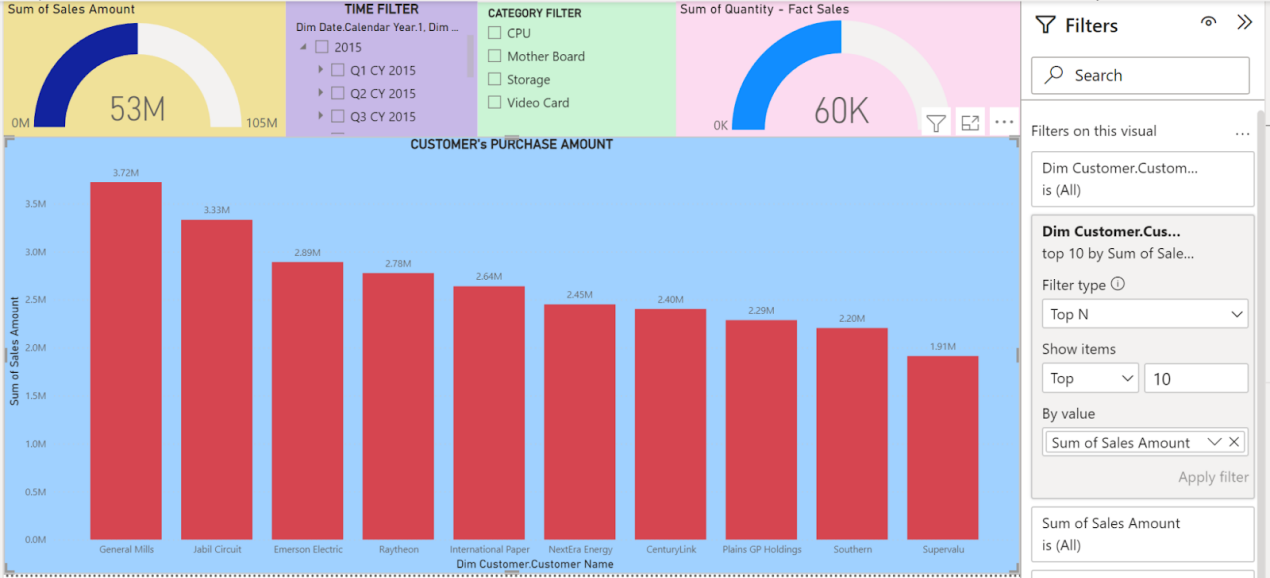 Sum of Sales Amount
53M
0M
105M
TIME FILTER
Dim Date.Calendar Year.1, Dim ...
2015
Q1 CY 2015
Q2 CY 2015
Q3 CY 2015
CATEGORY FILTER
CPU
Mother Board
Storage
Video Card
Sum of Quantity - Fact Sales
60K
0K
CUSTOMER's PURCHASE AMOUNT
Sum of Sales Amount
3.5M
3.0M
2.5M
2.0M
1.5M
1.0M
0.5M
0.0M
3.72M
3.33M
2.89M
2.78M
2.64M
2.45M
2.40M
2.29M
2.20M
1.91M
General Mills
Jabil Circuit
Emerson Electric
Raytheon
International Paper
NextEra Energy
CenturyLink
Plains GP Holdings
Southern
Supervalu
Dim Customer.Customer Name
Filters
Search
Filters on this visual
Dim Customer.Custom...
is (All)
Dim Customer.Cus...
top 10 by Sum of Sale...
Filter type
Top N
Show items
Top
10
By value
Sum of Sales Amount
Apply filter
Sum of Sales Amount
is (All)